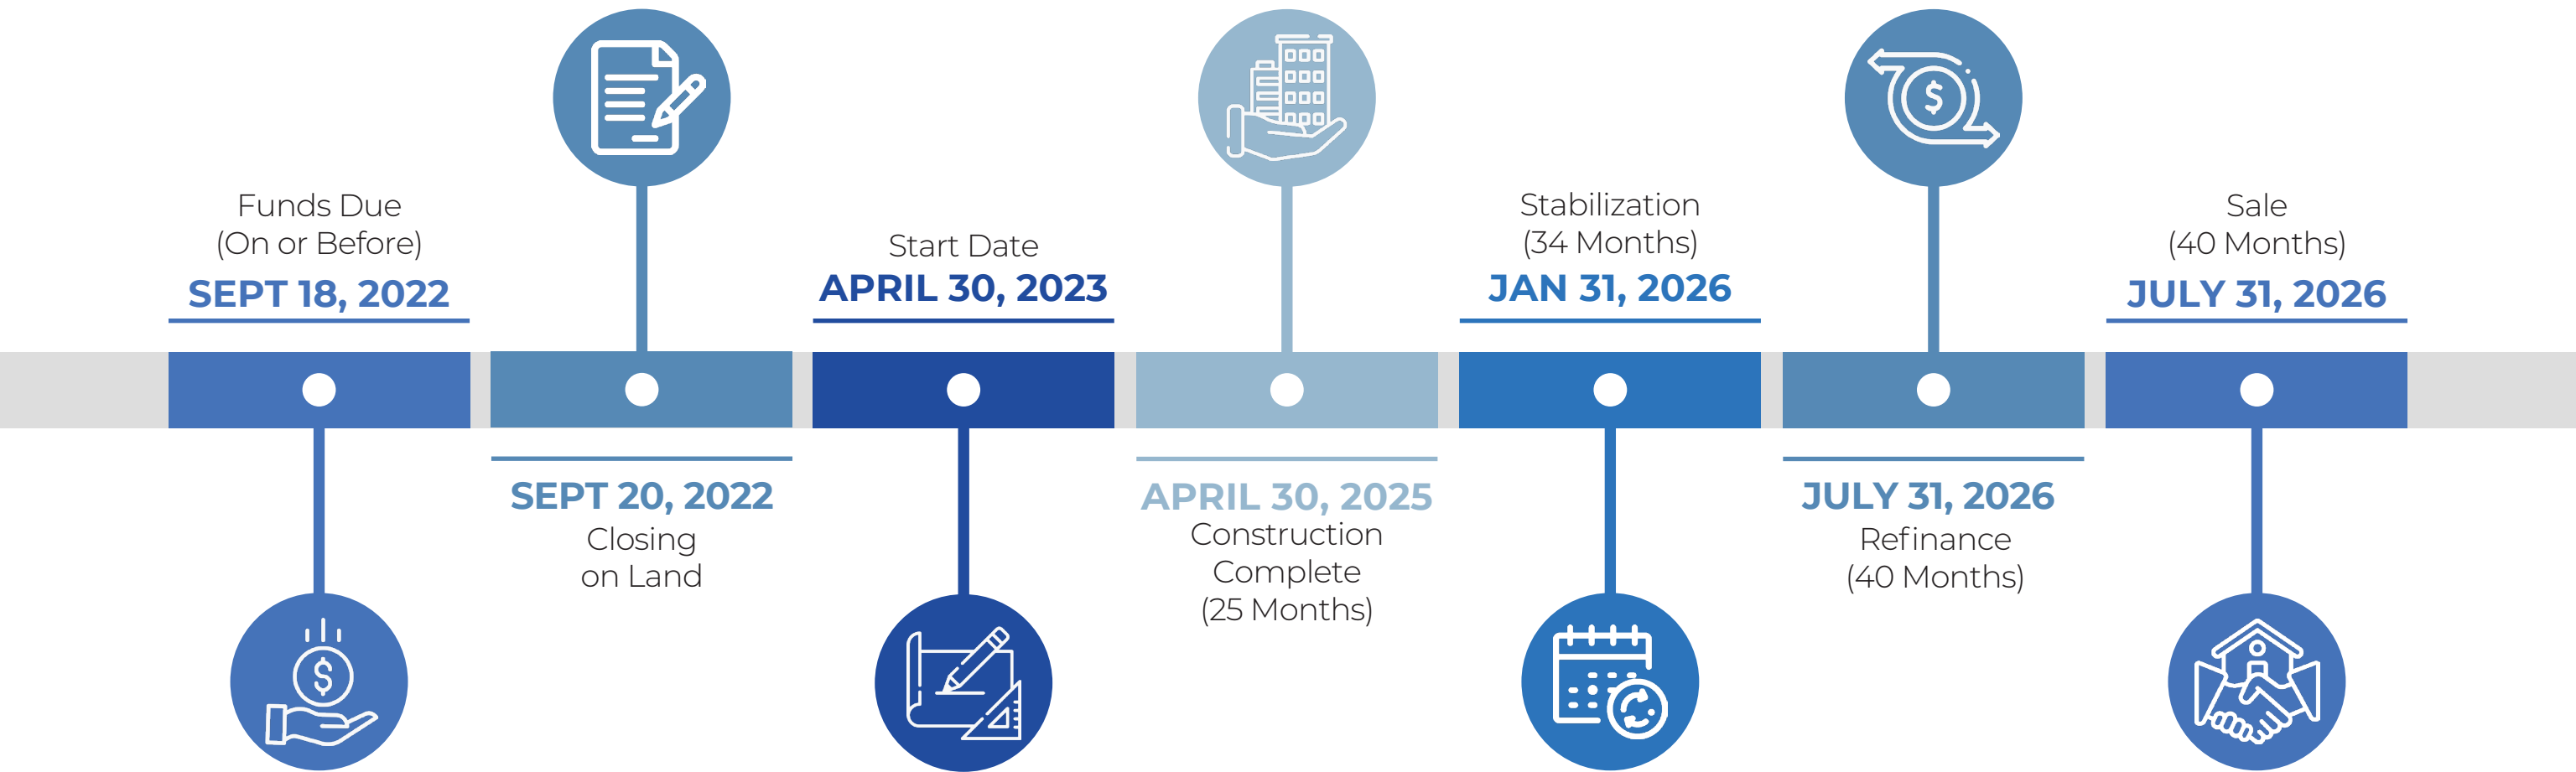 Funds Due
(On or Before)
SEPT 18, 2022
SEPT 20, 2022
Closing
on Land
Start Date
APRIL 30, 2023
APRIL 30, 2025
Construction
Complete
(25 Months)
Stabilization
(34 Months)
JAN 31, 2026
JULY 31, 2026
Refinance
(40 Months)
Sale
(40 Months)
JULY 31, 2026